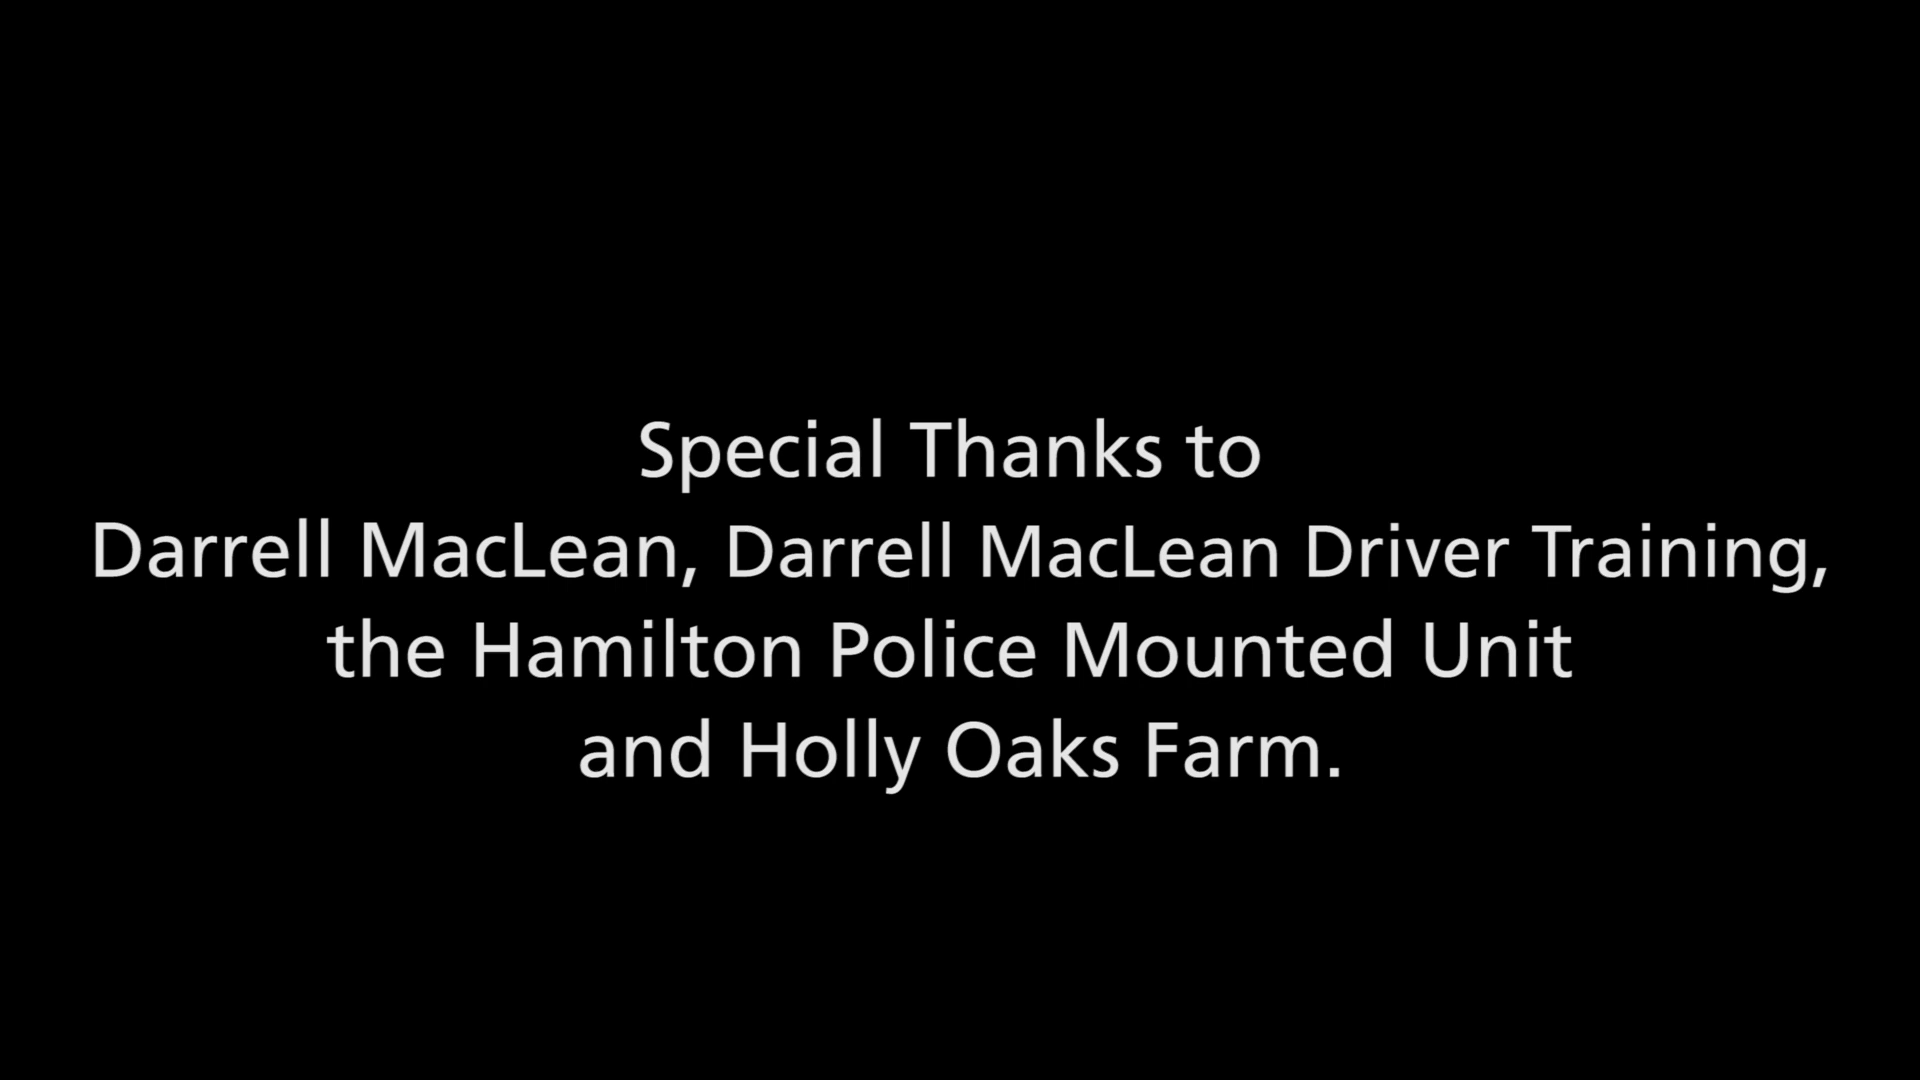 Special Thanks to
Darrell MacLean, Darrell MacLean Driver Training,
the Hamilton Police Mounted Unit
and Holly Oaks Farm.